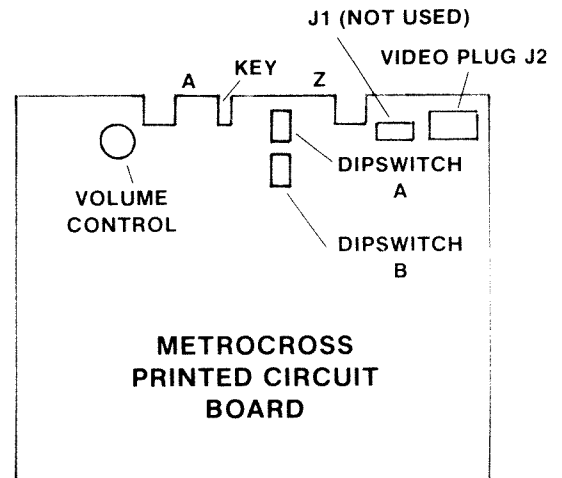 J1 (NOT USED)
VIDEO PLUG J2
KEY
A
Z
VOLUME
CONTROL
DIPSWITCH
A
DIPSWITCH
B
METROCROSS
PRINTED CIRCUIT
BOARD